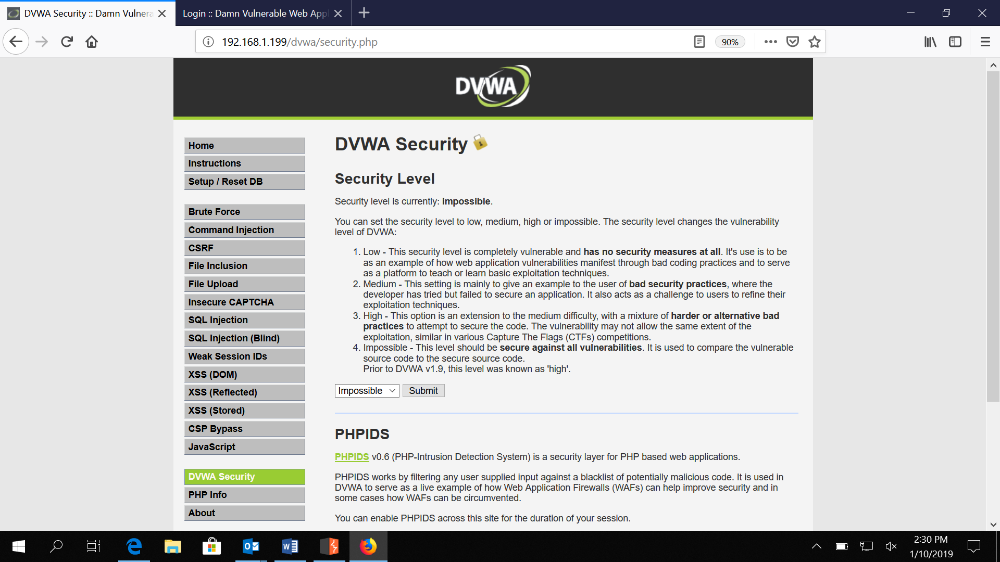 DVWA Security :: Damn Vulnera
Login :: Damn Vulnerable Web App
192.168.1.199/dvwa/security.php
90%
DVWA
Home
Instructions
Setup / Reset DB
Brute Force
Command Injection
CSRF
File Inclusion
File Upload
Insecure CAPTCHA
SQL Injection
SQL Injection (Blind)
Weak Session IDs
XSS (DOM)
XSS (Reflected)
XSS (Stored)
CSP Bypass
JavaScript
DVWA Security
PHP Info
About
DVWA Security
Security Level
Security level is currently: impossible.
You can set the security level to low, medium, high or impossible. The security level changes the vulnerability
level of DVWA:
1. Low - This security level is completely vulnerable and has no security measures at all. It's use is to be
as an example of how web application vulnerabilities manifest through bad coding practices and to serve
as a platform to teach or learn basic exploitation techniques.
2. Medium - This setting is mainly to give an example to the user of bad security practices, where the
developer has tried but failed to secure an application. It also acts as a challenge to users to refine their
exploitation techniques.
3. High - This option is an extension to the medium difficulty, with a mixture of harder or alternative bad
practices to attempt to secure the code. The vulnerability may not allow the same extent of the
exploitation, similar in various Capture The Flags (CTFs) competitions.
4. Impossible - This level should be secure against all vulnerabilities. It is used to compare the vulnerable
source code to the secure source code.
Prior to DVWA v1.9, this level was known as 'high'.
Impossible Submit
PHPIDS
PHPIDS v0.6 (PHP-Intrusion Detection System) is a security layer for PHP based web applications.
PHPIDS works by filtering any user supplied input against a blacklist of potentially malicious code. It is used in
DVWA to serve as a live example of how Web Application Firewalls (WAFs) can help improve security and in
some cases how WAFs can be circumvented.
You can enable PHPIDS across this site for the duration of your session.
2:30 PM
1/10/2019